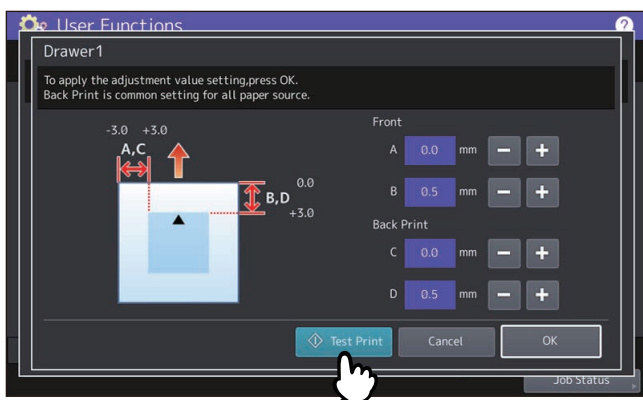 User Functions
?
Drawer1
To apply the adjustment value setting,press OK.
Back Print is common setting for all paper source.
-3.0 +3.0
A,C
0.0
B,D
+3.0
Front
A 0.0 mm − +
B 0.5 mm − +
Back Print
C 0.0 mm − +
D 0.5 mm − +
Test Print
Cancel
OK
Job Status